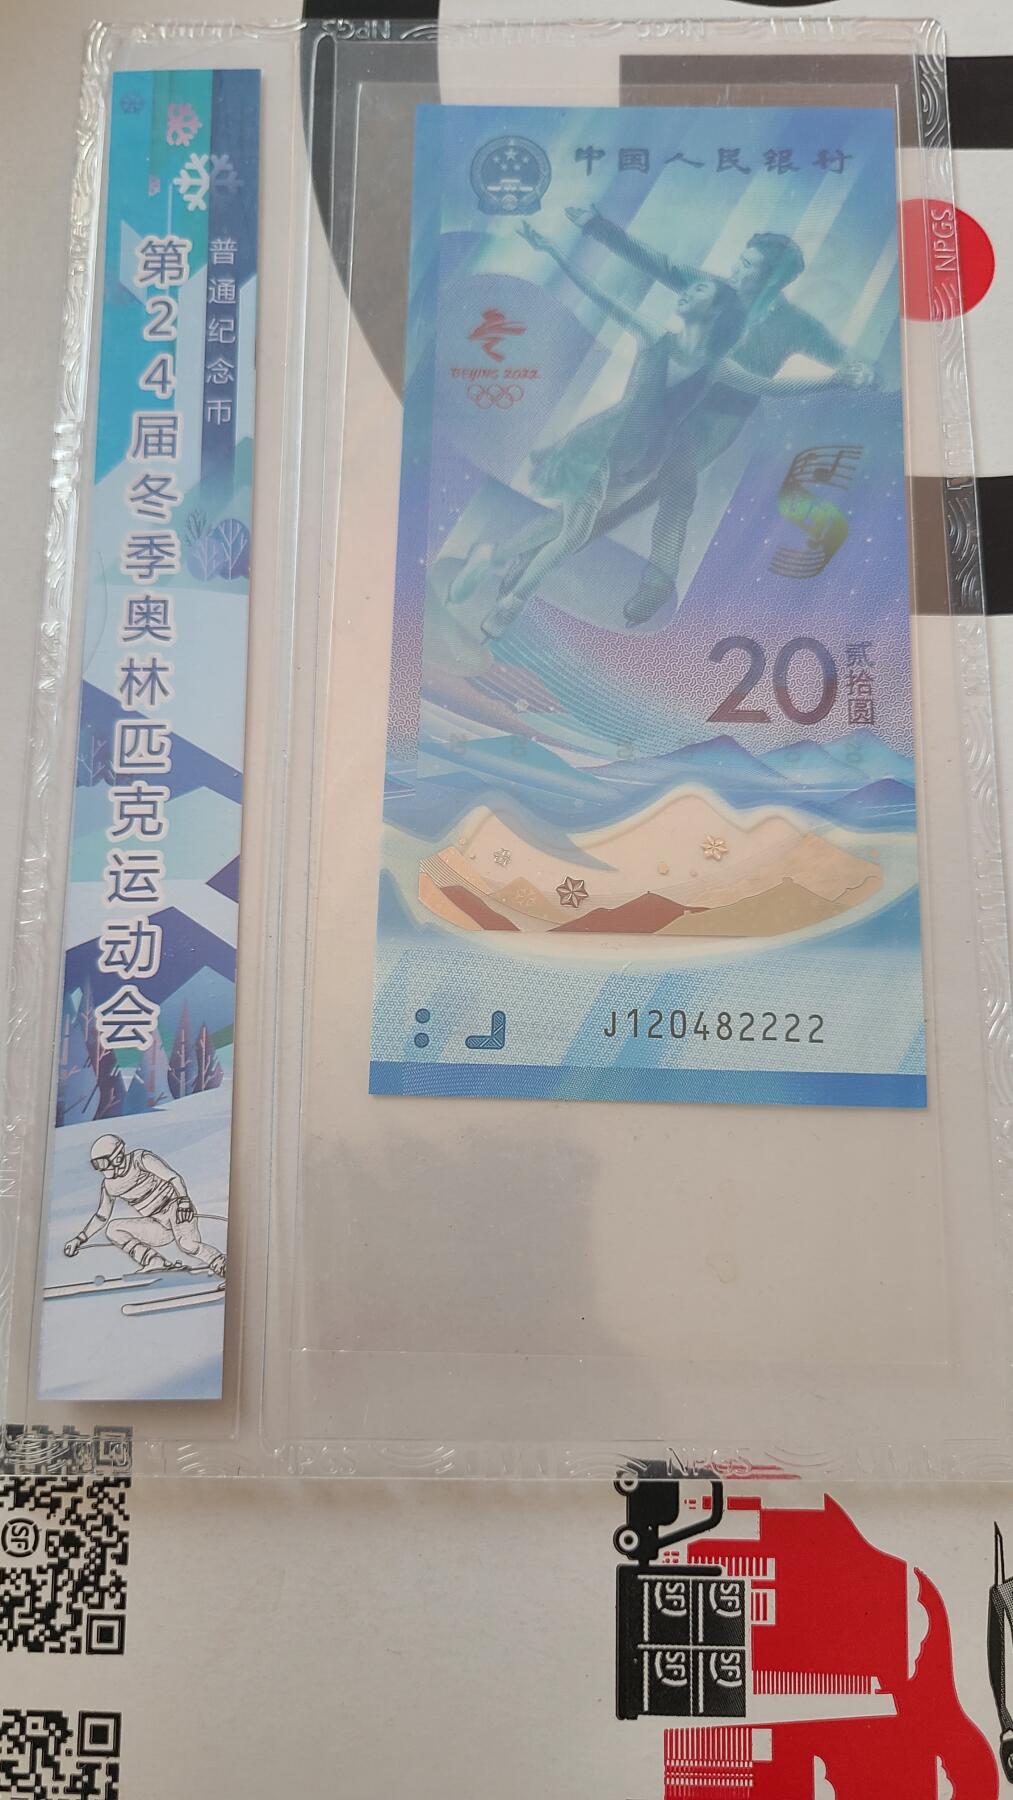 普通纪念币
第24届冬季奥林匹克运动会
中国人民银行
BEIJING 2022
20
贰拾圆
J120482222
NPGS
NPGS